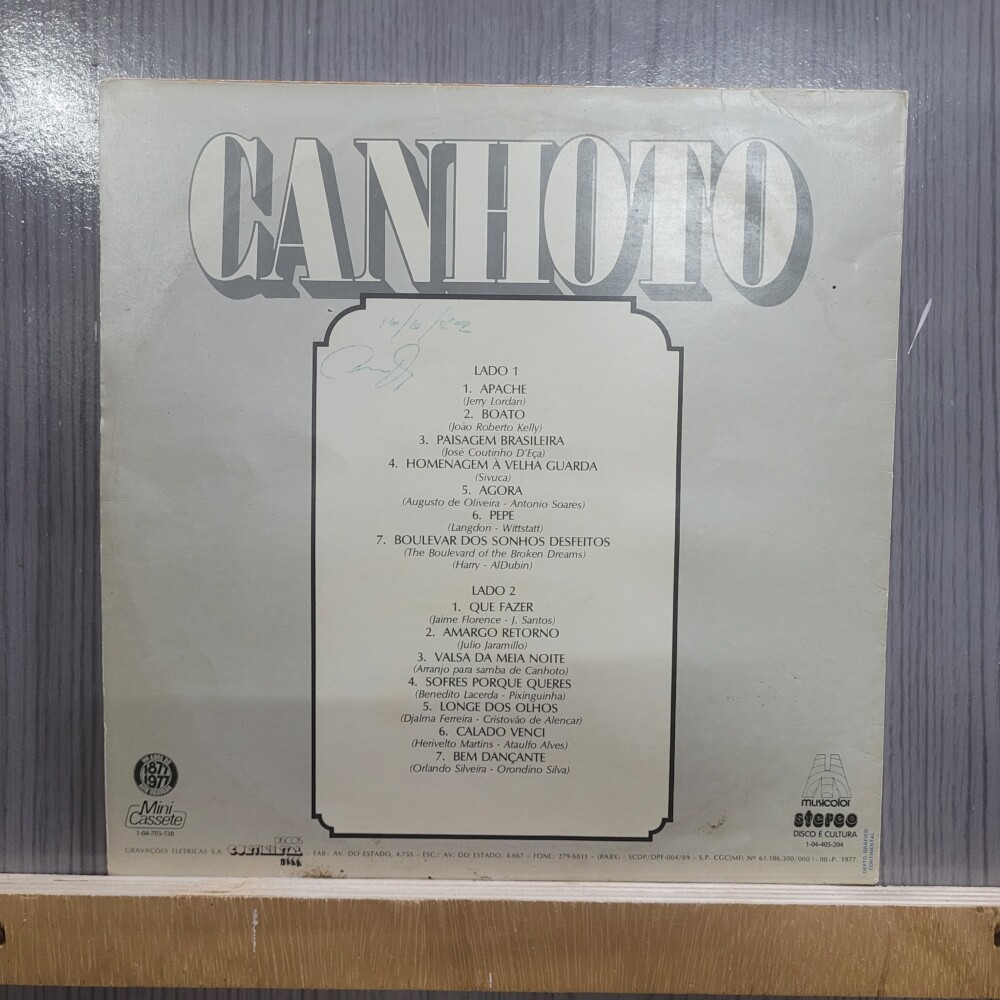 CANHOTO
16/6/82
LADO 1
1. APACHE
(Jerry Lordan)
2. BOATO
(João Roberto Kelly)
3. PAISAGEM BRASILEIRA
(José Coutinho D'Eça)
4. HOMENAGEM À VELHA GUARDA
(Sivuca)
5. AGORA
(Augusto de Oliveira - Antonio Soares)
6. PEPE
(Langdon - Wittstatt)
7. BOULEVAR DOS SONHOS DESFEITOS
(The Boulevard of the Broken Dreams)
(Harry - AlDubin)
LADO 2
1. QUE FAZER
(Jaime Florence - J. Santos)
2. AMARGO RETORNO
(Julio Jaramillo)
3. VALSA DA MEIA NOITE
(Arranjo para samba de Canhoto)
4. SOFRES PORQUE QUERES
(Benedito Lacerda - Pixinguinha)
5. LONGE DOS OLHOS
(Djalma Ferreira - Cristovão de Alencar)
6. CALADO VENCI
(Herivelto Martins - Ataulfo Alves)
7. BEM DANÇANTE
(Orlando Silveira - Orondino Silva)
1877
1977
Mini
Cassete
1-04-703-138
musicolor
stereo
DISCO É CULTURA
1-04-405-204
DEPTO GRÁFICO
CONTINENTAL
GRAVAÇÕES ELÉTRICAS S.A. DISCOS CONTINENTAL - FAB: AV. DO ESTADO, 4.755 - ESC.: AV. DO ESTADO, 4.667 - FONE: 279-6811 - (PABX) - SCDP/DPF-004/69 - S.P. CGC(MF) Nº 61.186.300/0001-00-P. 1977.